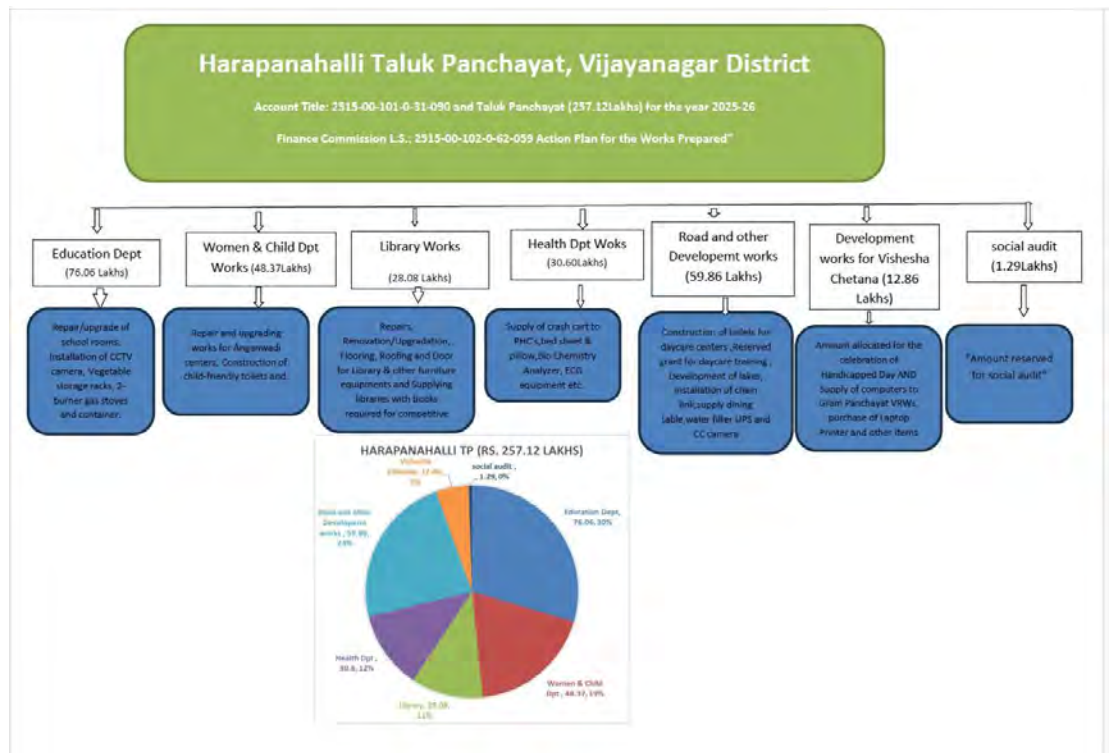 Harapanahalli Taluk Panchayat, Vijayanagar District
Account Title: 2515-00-101-0-31-090 and Taluk Panchayat (257.12Lakhs) for the year 2025-26
Finance Commission L.S.: 2515-00-102-0-62-059 Action Plan for the Works Prepared"
Education Dept
(76.06 Lakhs)
Women & Child Dpt
Works (48.37Lakhs)
Library Works
(28.08 Lakhs)
Health Dpt Woks
(30.60Lakhs)
Road and other
Developemt works
(59.86 Lakhs)
Development
works for Vishesha
Chetana (12.86
Lakhs)
social audit
(1.29Lakhs)
Repair/upgrade of
school rooms,
Installation of CCTV
camera, Vegetable
storage racks, 2-
burner gas stoves
and container.
Repair and upgrading
works for Anganwadi
centers, Construction of
child-friendly toilets and
Repairs,
Renovation/Upgradation,
Flooring, Roofing and Door
for Library & other furniture
equipments and Supplying
libraries with books
required for competitive
Supply of crash cart to
PHC's,bed sheet &
pillow,Bio Chemistry
Analyzer, ECG
equipment etc.
Construction of toilets for
daycare centers ,Reserved
grant for daycare training ,
Development of lakes,
installation of chain
link,supply dining
table,water filler UPS and
CC camera
Amount allocated for the
celebration of
Handicapped Day AND
Supply of computers to
Gram Panchayat VRWs,
purchase of Laptop
Printer and other items
"Amount reserved
for social audit"
HARAPANAHALLI TP (RS. 257.12 LAKHS)
social audit ,
1.29, 0%
Education Dept,
76.06, 30%
works , 59.86,
Health Dpt ,
30.6, 12%
Women & Child
Dpt , 48.37, 19%
Library, 28.08,
11%